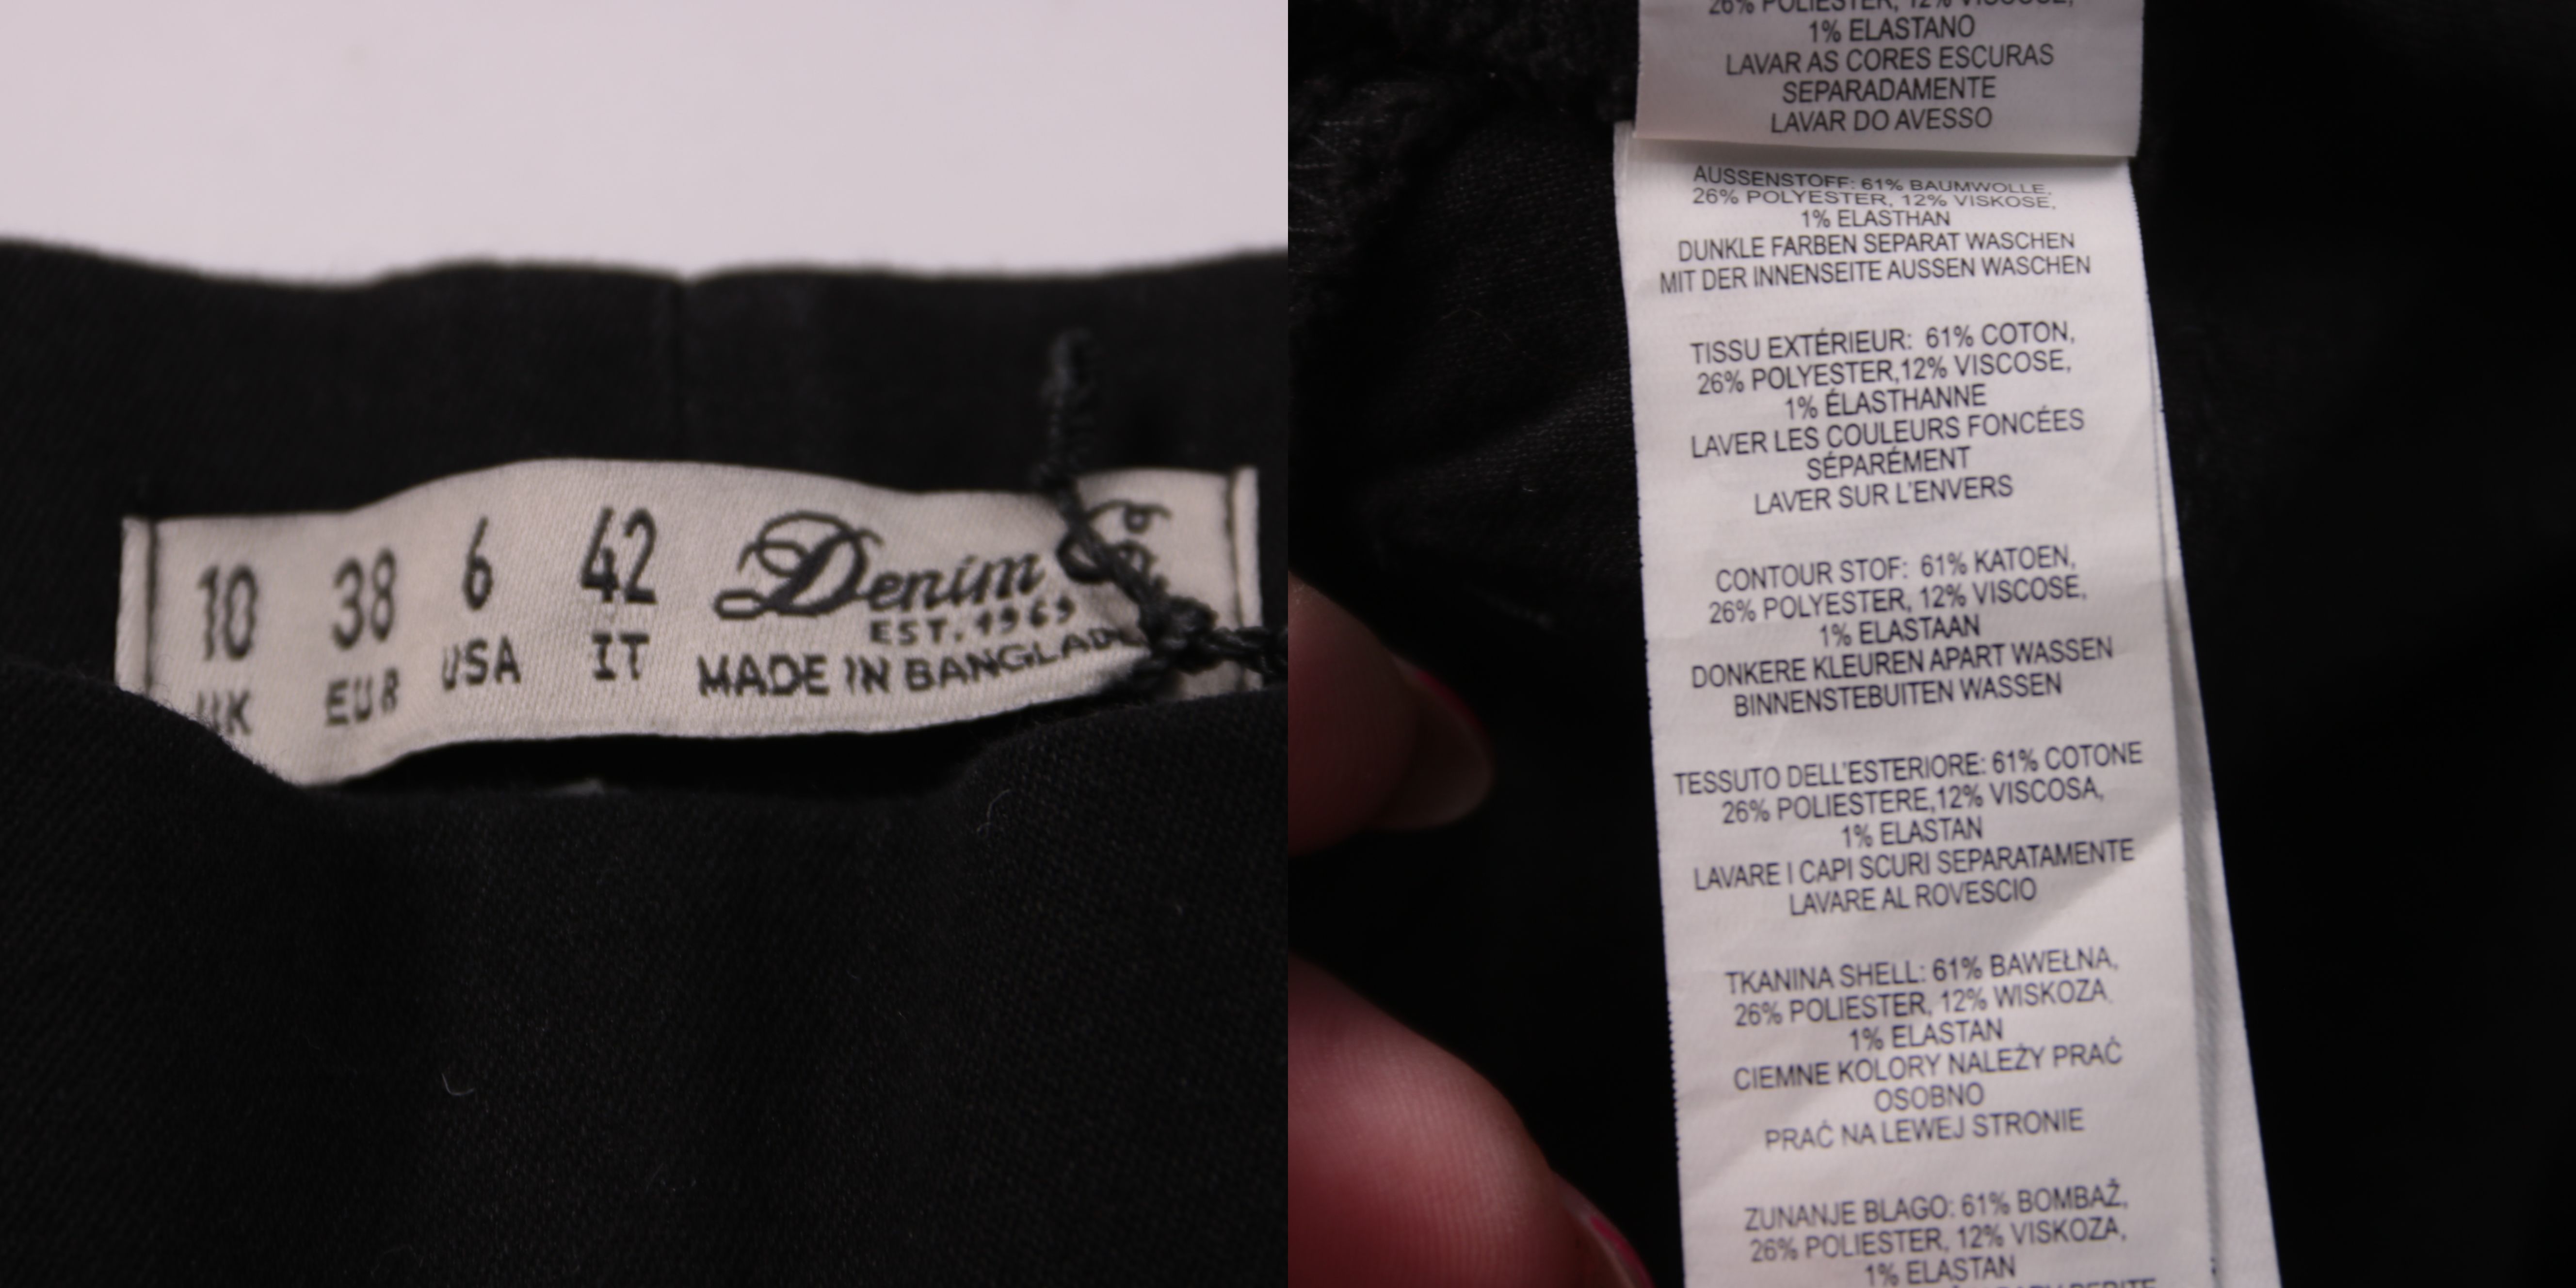 10 38 6 42
UK EUR USA IT
Denim Co
EST. 1969
MADE IN
26% POLIESTER, 12% VISCOSE,
1% ELASTANO
LAVAR AS CORES ESCURAS
SEPARADAMENTE
LAVAR DO AVESSO
AUSSENSTOFF: 61% BAUMWOLLE,
26% POLYESTER, 12% VISKOSE,
1% ELASTHAN
DUNKLE FARBEN SEPARAT WASCHEN
MIT DER INNENSEITE AUSSEN WASCHEN
TISSU EXTÉRIEUR: 61% COTON,
26% POLYESTER,12% VISCOSE,
1% ÉLASTHANNE
LAVER LES COULEURS FONCÉES
SÉPARÉMENT
LAVER SUR L'ENVERS
CONTOUR STOF: 61% KATOEN,
26% POLYESTER, 12% VISCOSE,
1% ELASTAAN
DONKERE KLEUREN APART WASSEN
BINNENSTEBUITEN WASSEN
TESSUTO DELL'ESTERIORE: 61% COTONE
26% POLIESTERE,12% VISCOSA,
1% ELASTAN
LAVARE I CAPI SCURI SEPARATAMENTE
LAVARE AL ROVESCIO
TKANINA SHELL: 61% BAWEŁNA,
26% POLIESTER, 12% WISKOZA,
1% ELASTAN
CIEMNE KOLORY NALEŻY PRAĆ
OSOBNO
PRAĆ NA LEWEJ STRONIE
ZUNANJE BLAGO: 61% BOMBAŽ,
26% POLIESTER, 12% VISKOZA,
1% ELASTAN